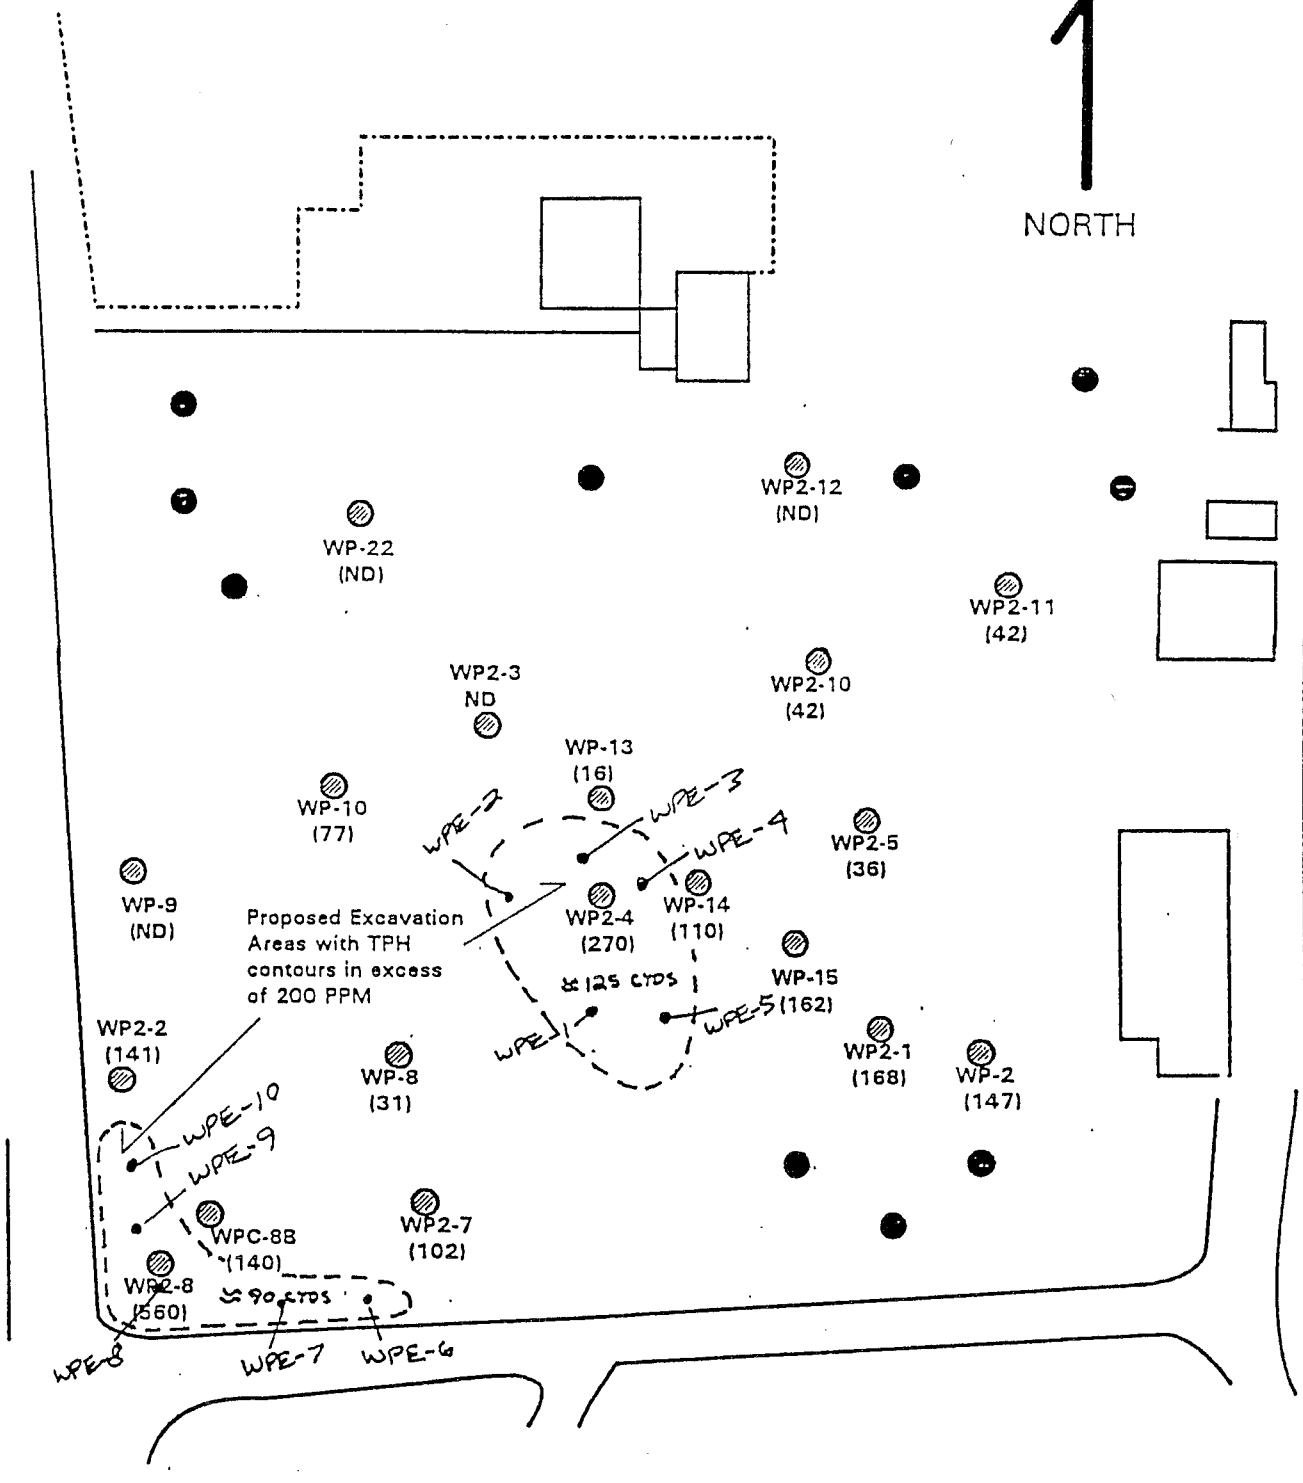 NORTH
WP2-12
(ND)
WP-22
(ND)
WP2-11
(42)
WP2-3
ND
WP2-10
(42)
WP-13
(16)
WPE-3
WP-10
(77)
WPE-2
WPE-4
WP2-5
(36)
WP-9
(ND)
Proposed Excavation
Areas with TPH
contours in excess
of 200 PPM
WP2-4
(270)
WP-14
(110)
≈125 CYDS
WP-15
(162)
WPE-5
WPE-
WP2-2
(141)
WP-8
(31)
WP2-1
(168)
WP-2
(147)
WPE-10
WPE-9
WPC-8B
(140)
WP2-7
(102)
WP2-8
(560)
≈90 CYDS
WPE-8
WPE-7
WPE-6